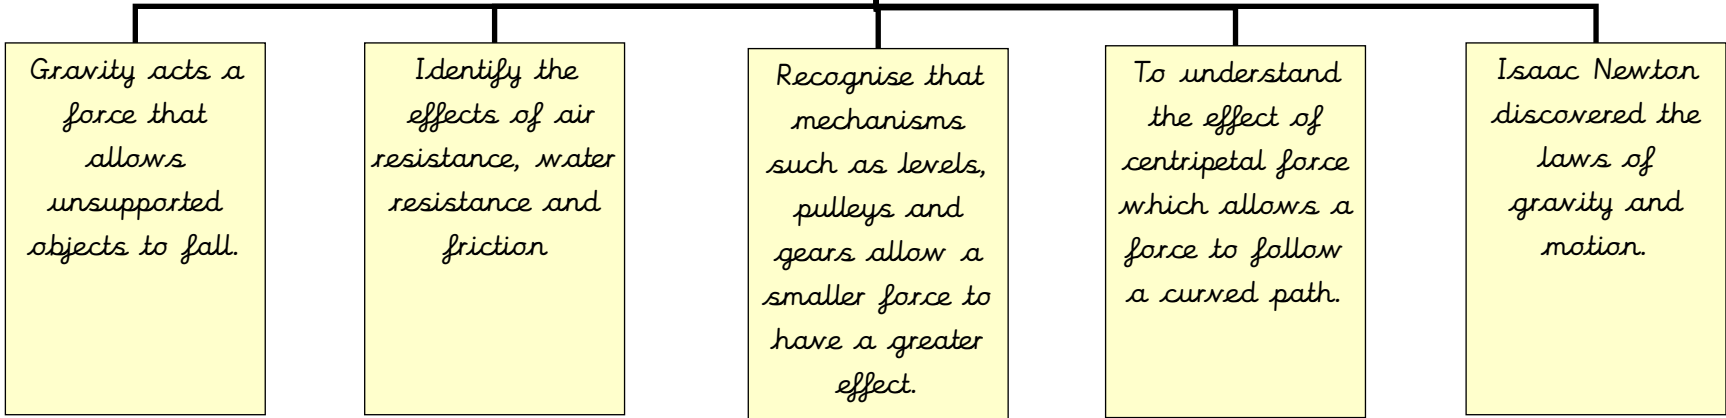 Gravity acts a
force that
allows
unsupported
objects to fall.
Identify the
effects of air
resistance, water
resistance and
friction
Recognise that
mechanisms
such as levels,
pulleys and
gears allow a
smaller force to
have a greater
effect.
To understand
the effect of
centripetal force
which allows a
force to follow
a curved path.
Isaac Newton
discovered the
laws of
gravity and
motion.